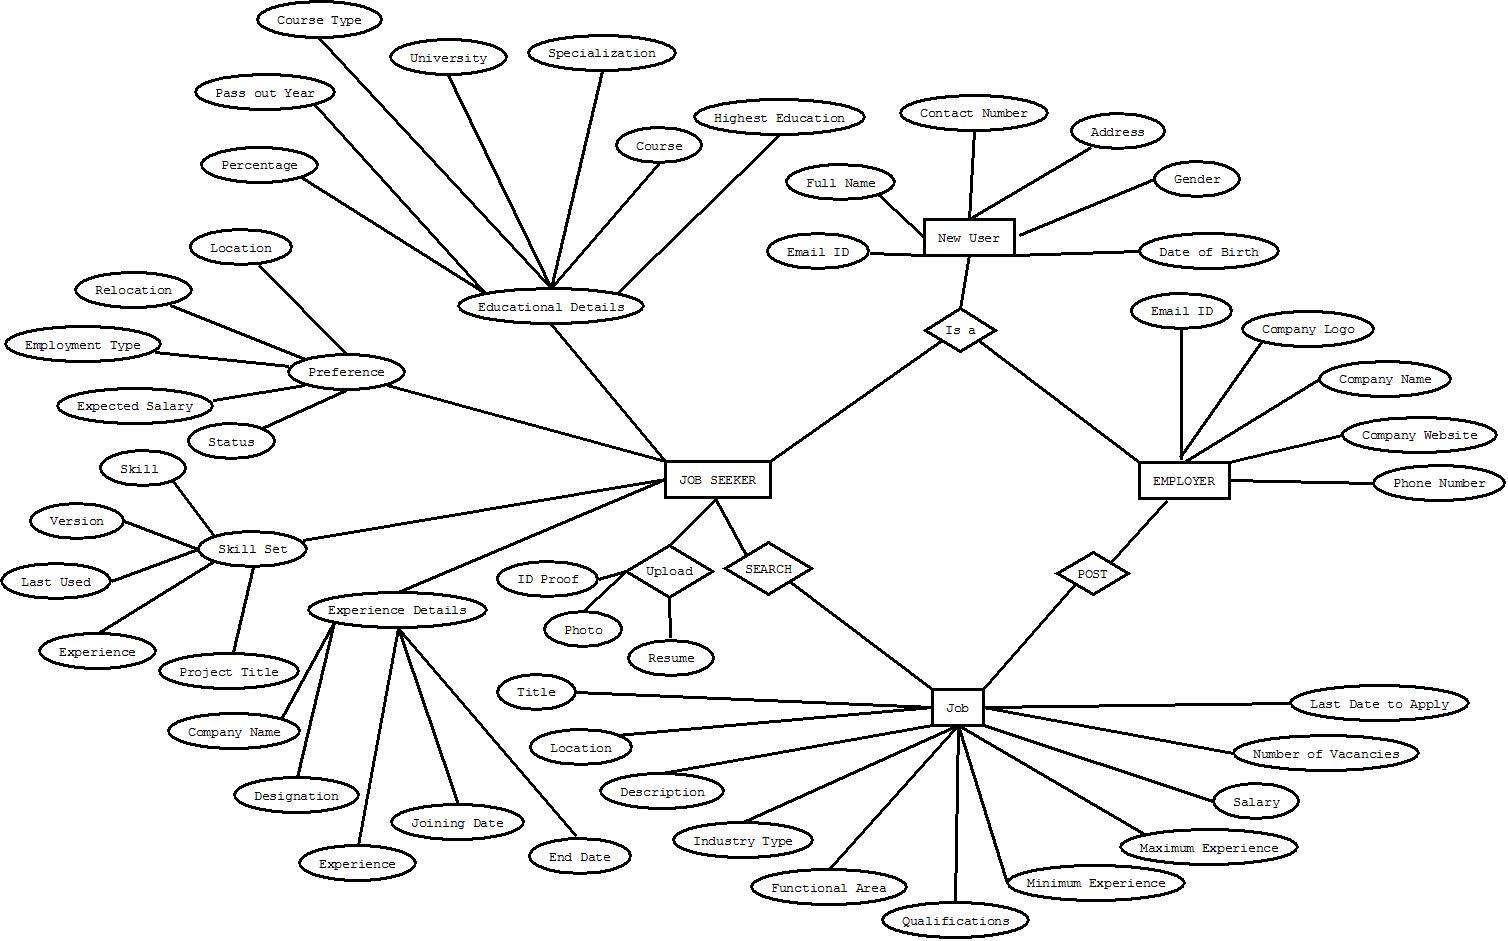 Course Type
University
Specialization
Pass out Year
Highest Education
Contact Number
Address
Course
Percentage
Full Name
Gender
New User
Location
Email ID
Date of Birth
Relocation
Educational Details
Email ID
Is a
Company Logo
Employment Type
Preference
Company Name
Expected Salary
Status
Company Website
Skill
JOB SEEKER
EMPLOYER
Phone Number
Version
Skill Set
Last Used
ID Proof
Upload
SEARCH
POST
Experience Details
Photo
Experience
Resume
Project Title
Title
Job
Last Date to Apply
Company Name
Location
Number of Vacancies
Designation
Description
Salary
Joining Date
Industry Type
Maximum Experience
Experience
End Date
Functional Area
Minimum Experience
Qualifications